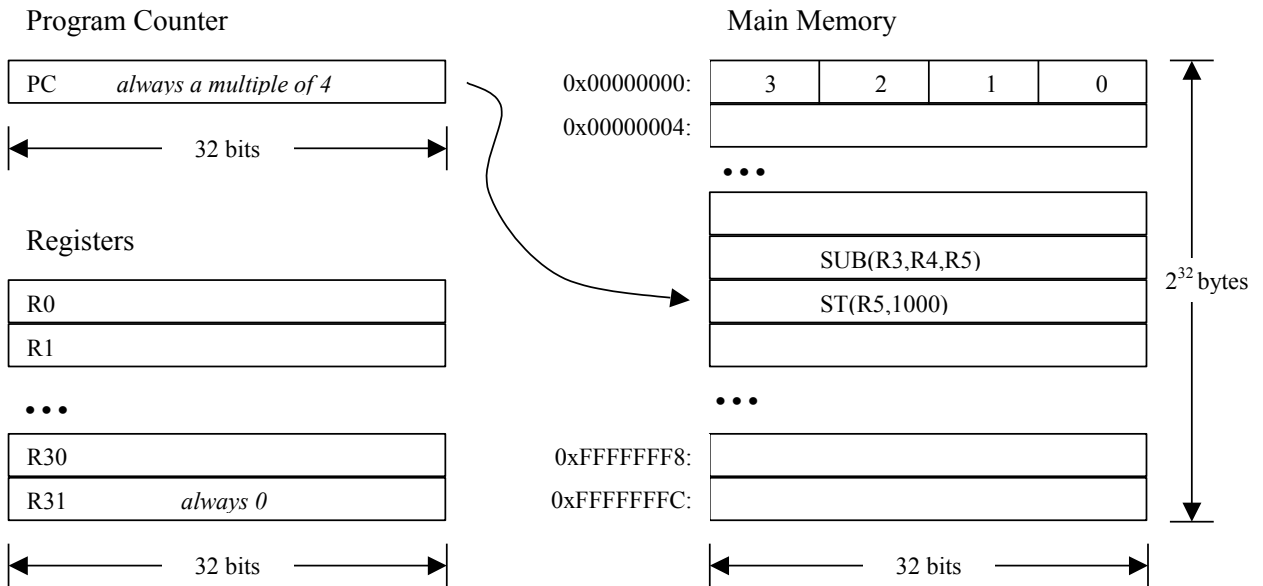 Program Counter
PC always a multiple of 4
32 bits
Registers
R0
R1
•••
R30
R31 always 0
32 bits
Main Memory
0x00000000: 3 2 1 0
0x00000004:
•••
SUB(R3,R4,R5)
ST(R5,1000)
•••
0xFFFFFFF8:
0xFFFFFFFC:
32 bits
2³² bytes